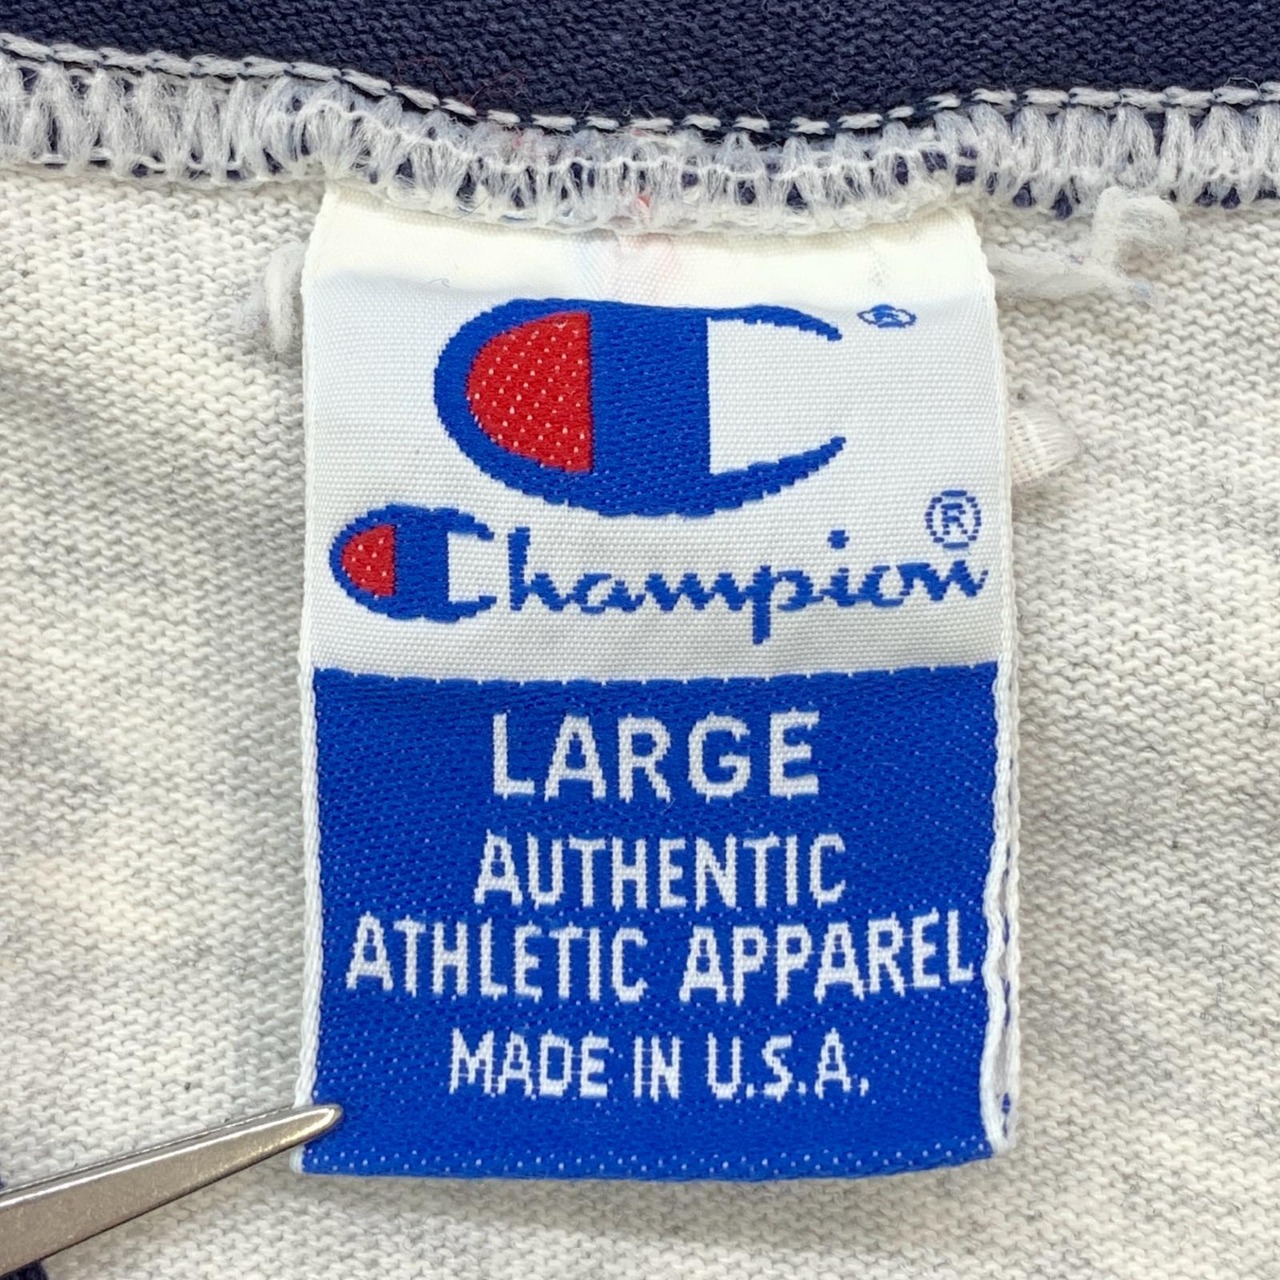 ®
Champion®
LARGE
AUTHENTIC
ATHLETIC APPAREL
MADE IN U.S.A.